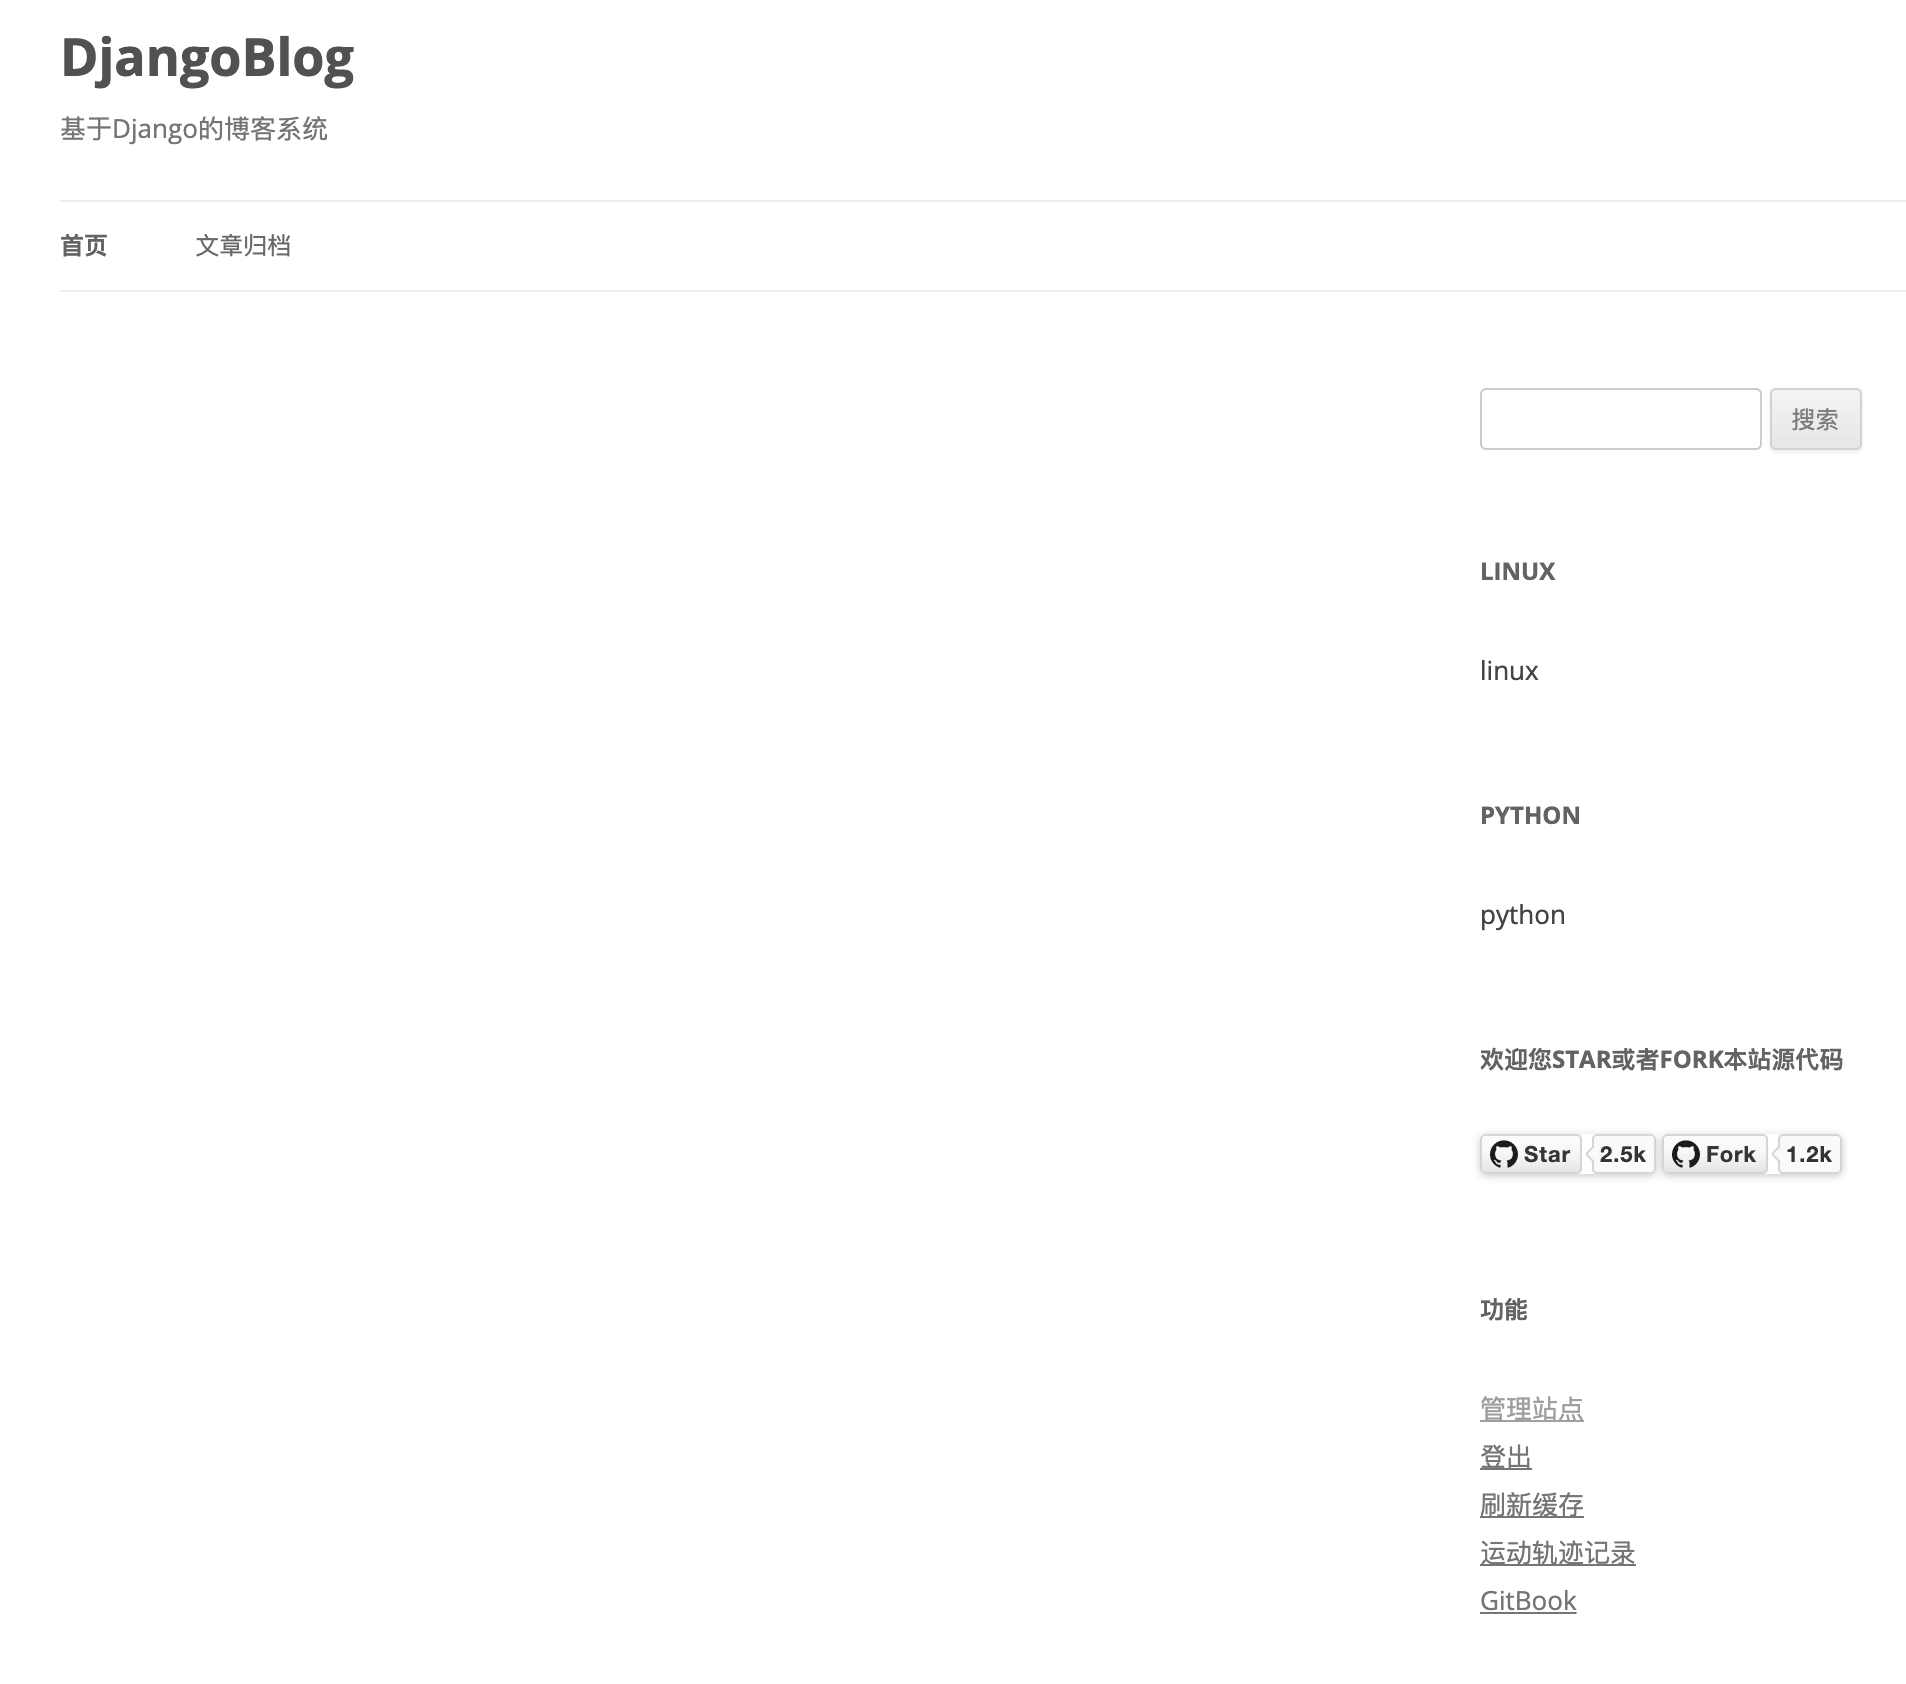 DjangoBlog
基于Django的博客系统
首页 文章归档
搜索
LINUX
linux
PYTHON
python
欢迎您STAR或者FORK本站源代码
Star 2.5k Fork 1.2k
功能
管理站点
登出
刷新缓存
运动轨迹记录
GitBook